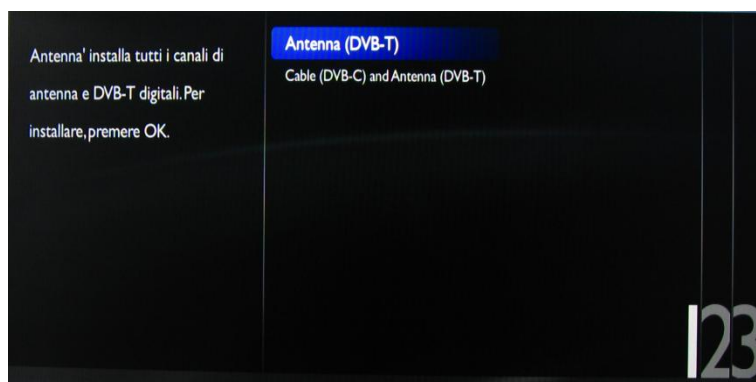 Antenna' installa tutti i canali di
antenna e DVB-T digitali.Per
installare,premere OK.
Antenna (DVB-T)
Cable (DVB-C) and Antenna (DVB-T)
123